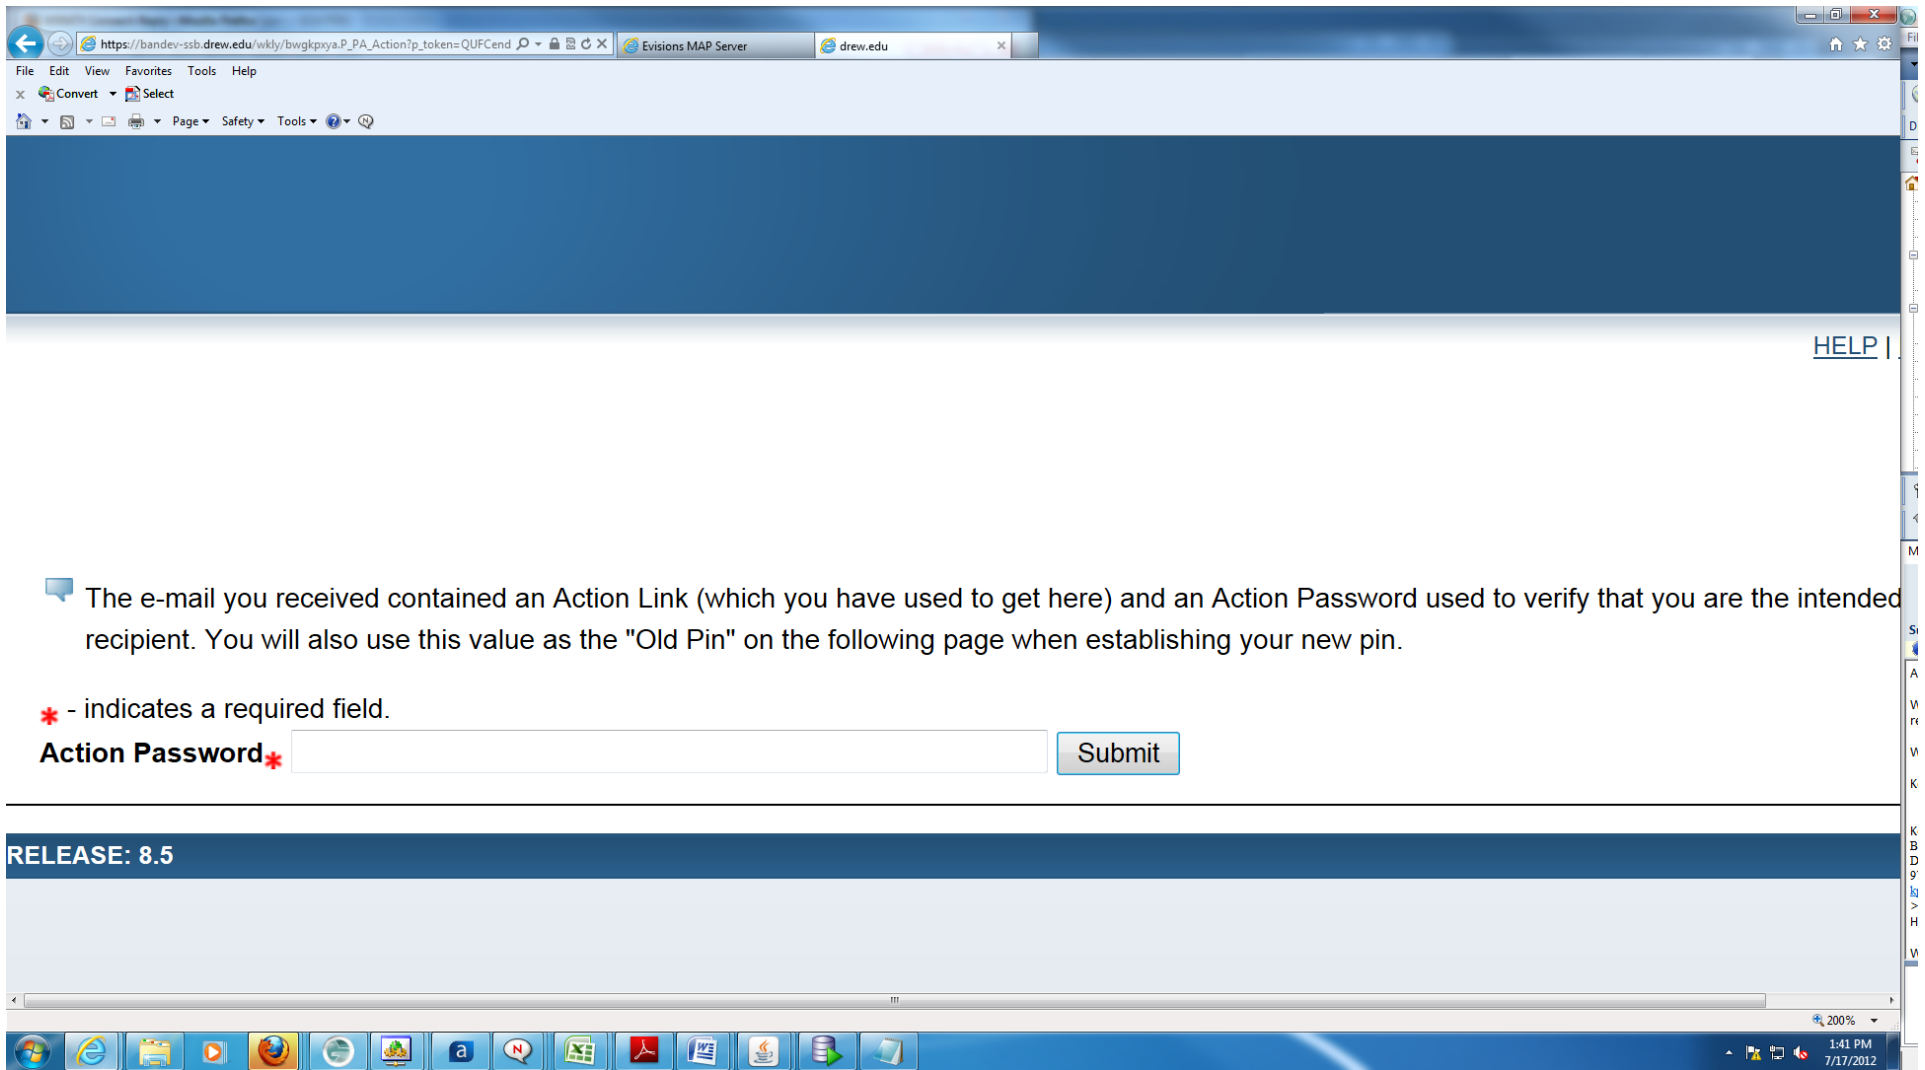 https://bandev-ssb.drew.edu/wkly/bwgkpxya.P_PA_Action?p_token=QUFCend
Evisions MAP Server
drew.edu
File Edit View Favorites Tools Help
x Convert Select
Page Safety Tools
HELP |
The e-mail you received contained an Action Link (which you have used to get here) and an Action Password used to verify that you are the intended
recipient. You will also use this value as the "Old Pin" on the following page when establishing your new pin.
* - indicates a required field.
Action Password* Submit
RELEASE: 8.5
200%
1:41 PM
7/17/2012